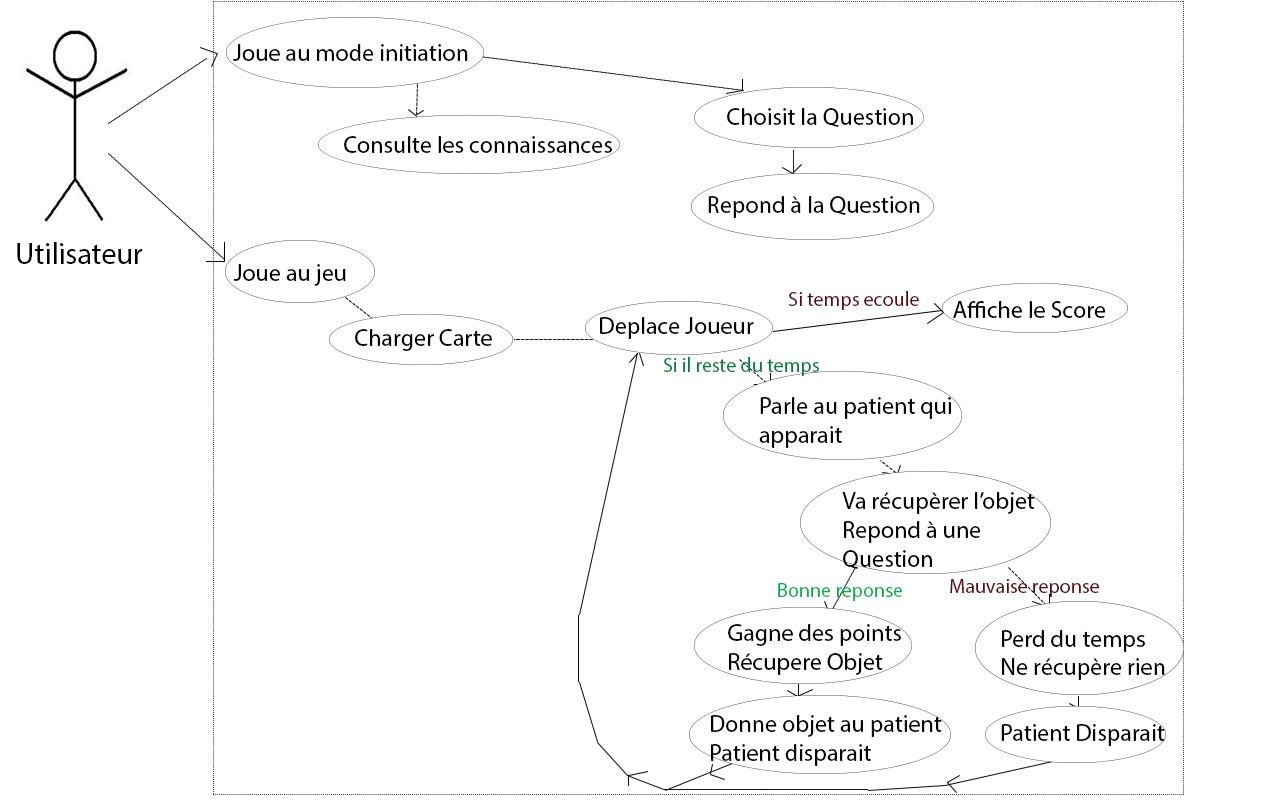 Joue au mode initiation
Choisit la Question
Consulte les connaissances
Repond à la Question
Utilisateur
Joue au jeu
Si temps ecoule
Affiche le Score
Deplace Joueur
Charger Carte
Si il reste du temps
Parle au patient qui
apparait
Va récupèrer l'objet
Repond à une
Question
Bonne reponse
Mauvaise reponse
Gagne des points
Récupere Objet
Perd du temps
Ne récupère rien
Donne objet au patient
Patient disparait
Patient Disparait